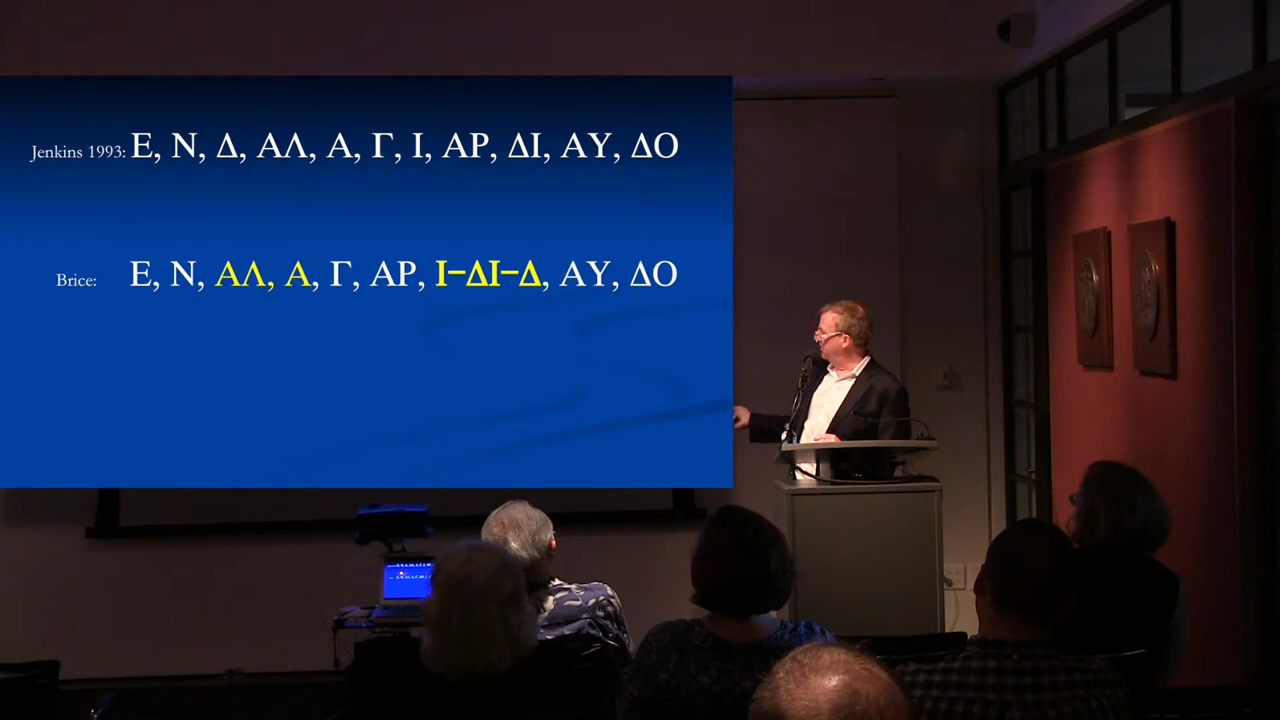 Jenkins 1993: Ε, Ν, Δ, ΑΛ, Α, Γ, Ι, ΑΡ, ΔΙ, ΑΥ, ΔΟ
Brice: Ε, Ν, ΑΛ, Α, Γ, ΑΡ, Ι–ΔΙ–Δ, ΑΥ, ΔΟ